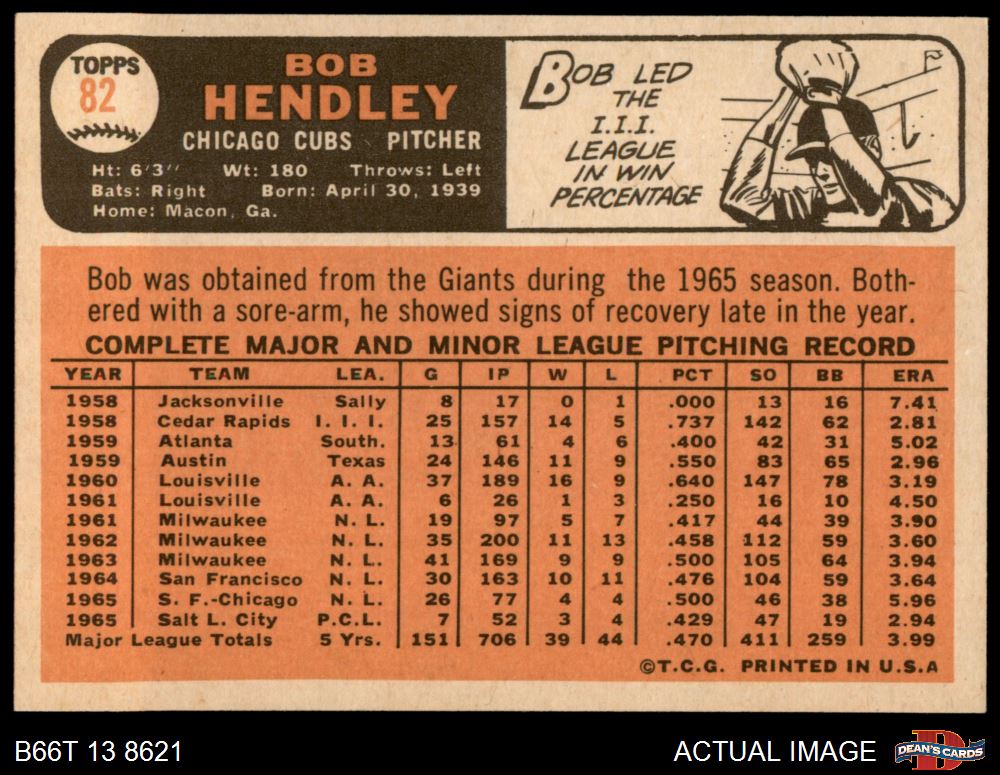 TOPPS
82
BOB
HENDLEY
CHICAGO CUBS PITCHER
Ht: 6'3" Wt: 180 Throws: Left
Bats: Right Born: April 30, 1939
Home: Macon, Ga.
BOB LED
THE
I.I.I.
LEAGUE
IN WIN
PERCENTAGE
Bob was obtained from the Giants during the 1965 season. Both-
ered with a sore-arm, he showed signs of recovery late in the year.
COMPLETE MAJOR AND MINOR LEAGUE PITCHING RECORD
YEAR TEAM LEA. G IP W L PCT SO BB ERA
1958 Jacksonville Sally 8 17 0 1 .000 13 16 7.41
1958 Cedar Rapids I. I. I. 25 157 14 5 .737 142 62 2.81
1959 Atlanta South. 13 61 4 6 .400 42 31 5.02
1959 Austin Texas 24 146 11 9 .550 83 65 2.96
1960 Louisville A. A. 37 189 16 9 .640 147 78 3.19
1961 Louisville A. A. 6 26 1 3 .250 16 10 4.50
1961 Milwaukee N. L. 19 97 5 7 .417 44 39 3.90
1962 Milwaukee N. L. 35 200 11 13 .458 112 59 3.60
1963 Milwaukee N. L. 41 169 9 9 .500 105 64 3.94
1964 San Francisco N. L. 30 163 10 11 .476 104 59 3.64
1965 S. F.-Chicago N. L. 26 77 4 4 .500 46 38 5.96
1965 Salt L. City P.C.L. 7 52 3 4 .429 47 19 2.94
Major League Totals 5 Yrs. 151 706 39 44 .470 411 259 3.99
©T.C.G. PRINTED IN U.S.A
B66T 13 8621
ACTUAL IMAGE
DEAN'S CARDS